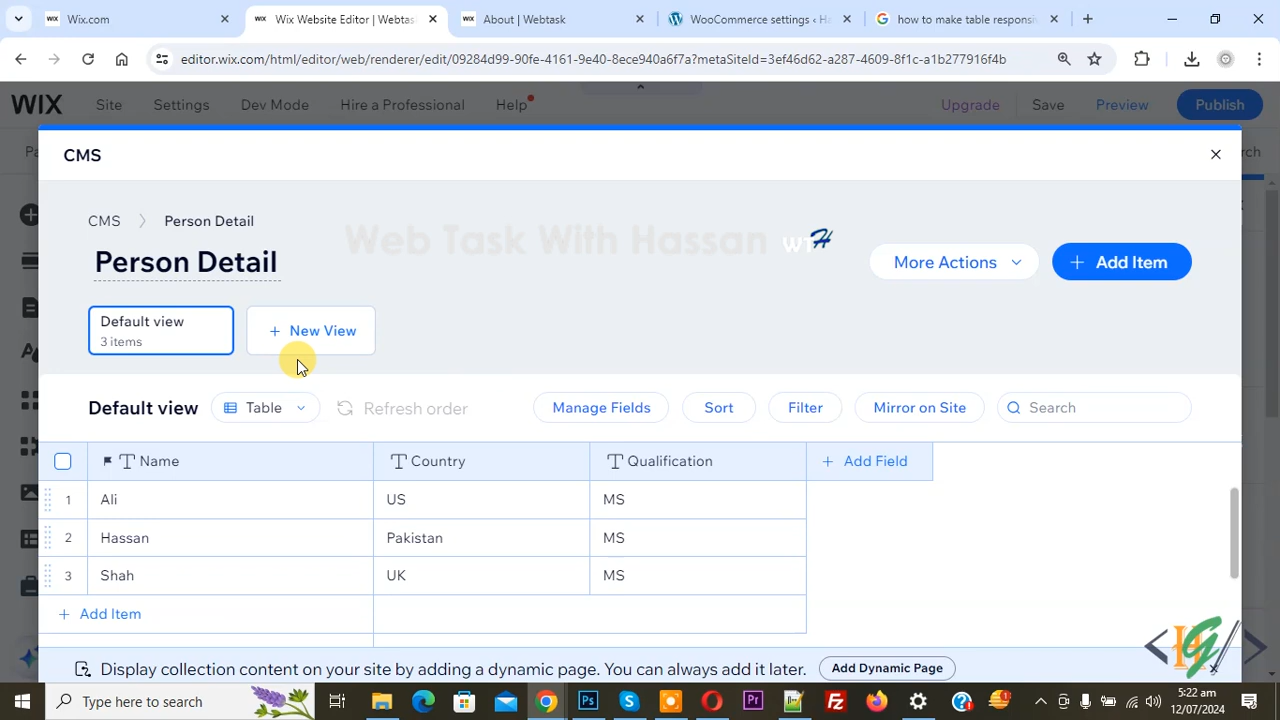 Wix.com
Wix Website Editor | Webtas
About | Webtask
WooCommerce settings ‹ Ha
how to make table responsi
editor.wix.com/html/editor/web/renderer/edit/09284d99-90fe-4161-9e40-8ece940a6f7a?metaSiteId=3ef46d62-a287-4609-8f1c-a1b277916f4b
WIX Site Settings Dev Mode Hire a Professional Help Upgrade Save Preview Publish
CMS
CMS Person Detail
Web Task With Hassan WTH
Person Detail
More Actions
+ Add Item
Default view
3 items
+ New View
Default view Table Refresh order Manage Fields Sort Filter Mirror on Site Search
Name Country Qualification + Add Field
1 Ali US MS
2 Hassan Pakistan MS
3 Shah UK MS
+ Add Item
Display collection content on your site by adding a dynamic page. You can always add it later. Add Dynamic Page
Type here to search
5:22 am
12/07/2024